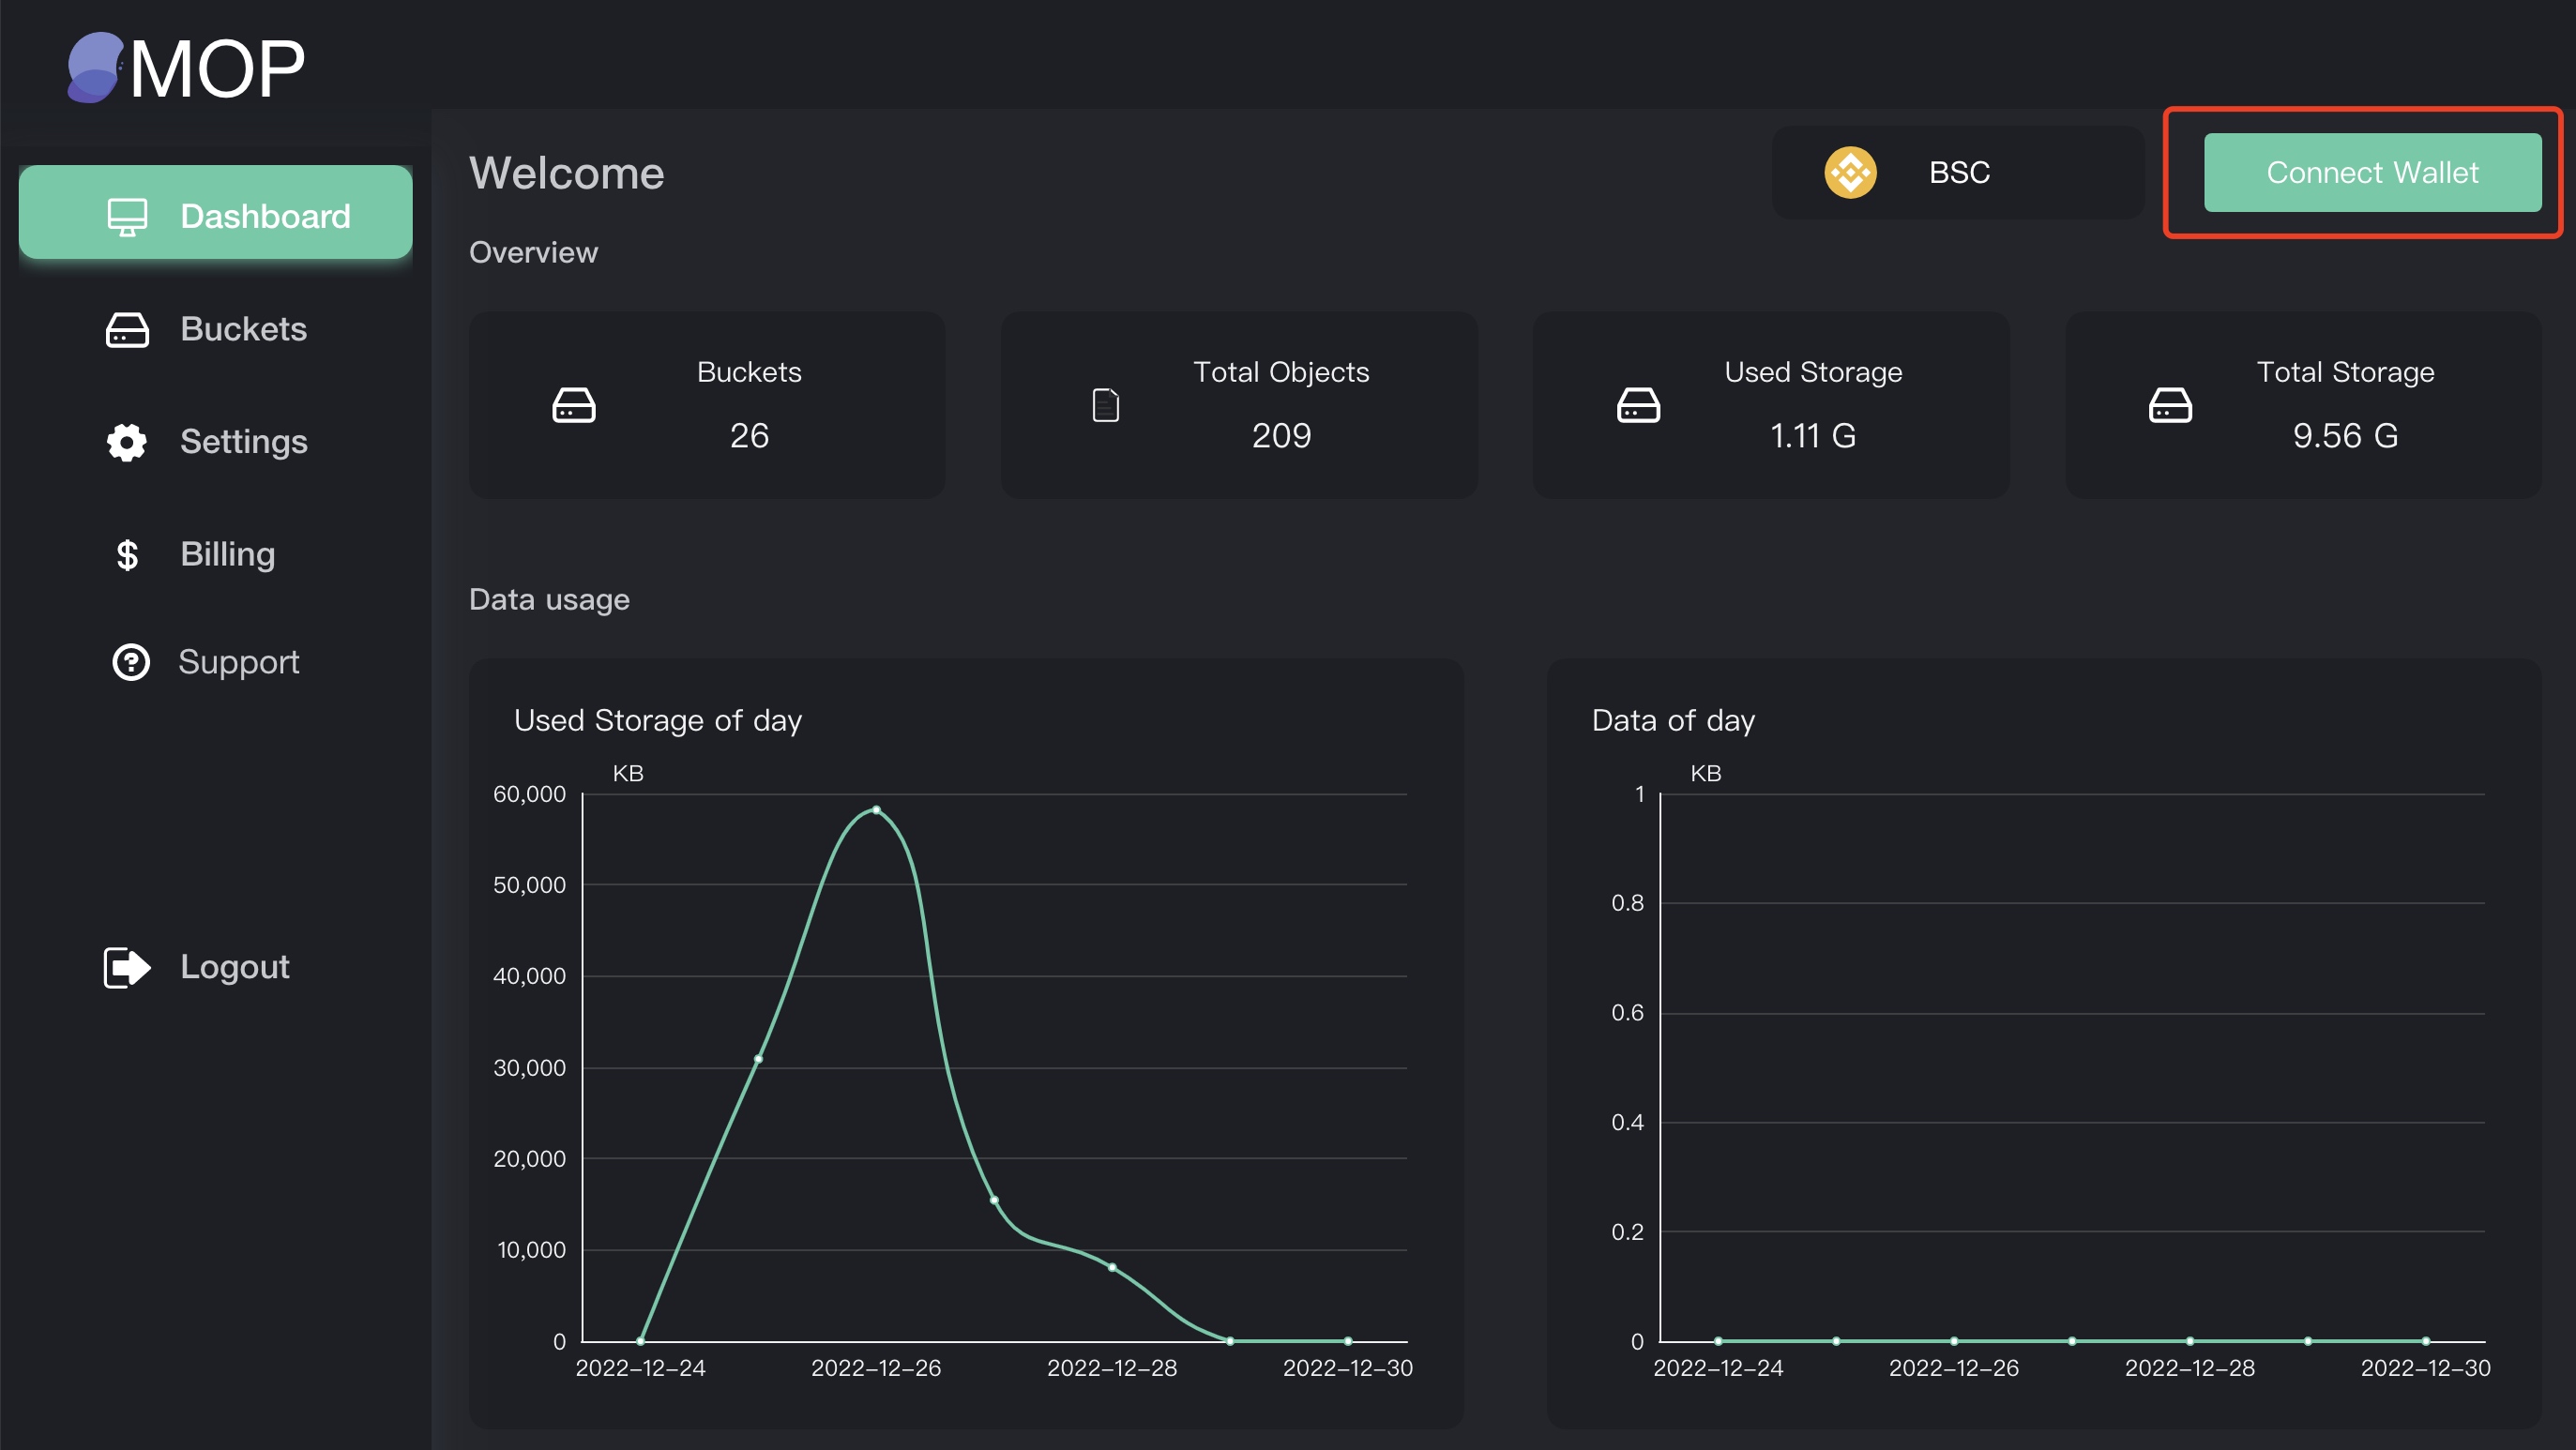 MOP
Dashboard
Buckets
Settings
$ Billing
Support
Logout
Welcome
BSC
Connect Wallet
Overview
Buckets
26
Total Objects
209
Used Storage
1.11 G
Total Storage
9.56 G
Data usage
Used Storage of day
KB
60,000
50,000
40,000
30,000
20,000
10,000
0
2022-12-24 2022-12-26 2022-12-28 2022-12-30
Data of day
KB
1
0.8
0.6
0.4
0.2
0
2022-12-24 2022-12-26 2022-12-28 2022-12-30